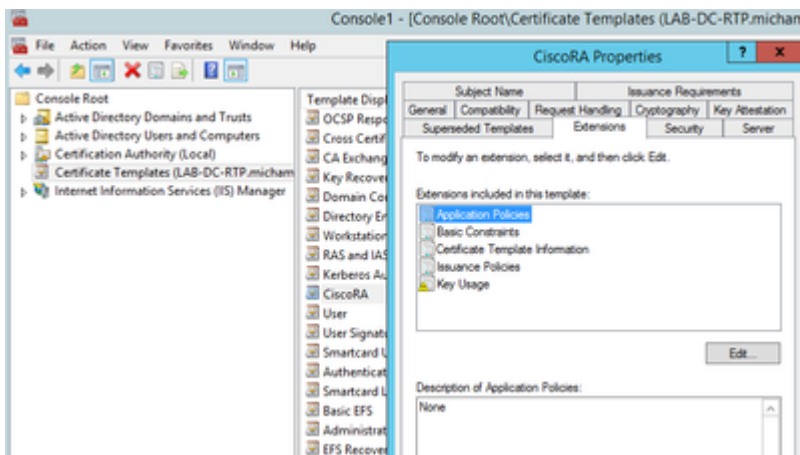 Console1 - [Console Root\Certificate Templates (LAB-DC-RTP.micham
File Action View Favorites Window Help
Console Root
Active Directory Domains and Trusts
Active Directory Users and Computers
Certification Authority (Local)
Certificate Templates (LAB-DC-RTP.micham
Internet Information Services (IIS) Manager
Template Displ
OCSP Respo
Cross Certif
CA Exchang
Key Recover
Domain Co
Directory Em
Workstation
RAS and IAS
Kerberos Au
CiscoRA
User
User Signatu
Smartcard U
Authenticat
Smartcard L
Basic EFS
Administrat
EFS Recover
CiscoRA Properties
? x
Subject Name Issuance Requirements
General Compatibility Request Handling Cryptography Key Attestation
Superseded Templates Extensions Security Server
To modify an extension, select it, and then click Edit.
Extensions included in this template:
Application Policies
Basic Constraints
Certificate Template Information
Issuance Policies
Key Usage
Edit...
Description of Application Policies:
None